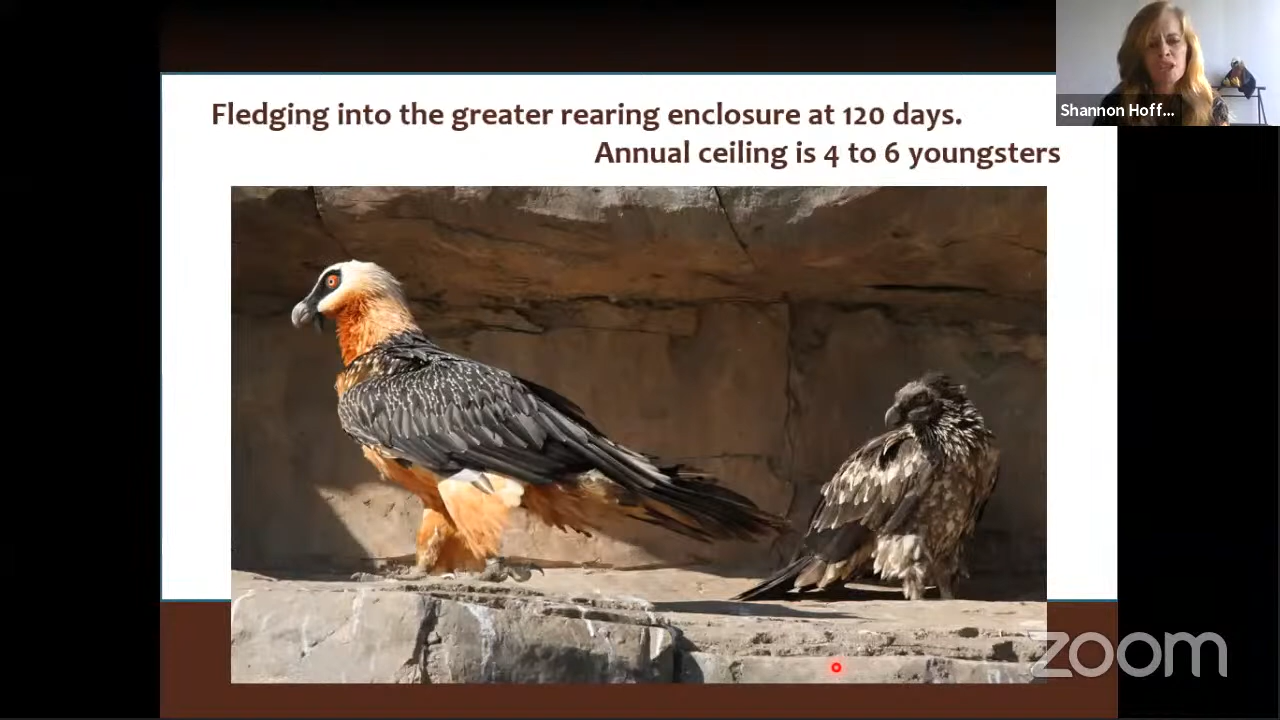 Fledging into the greater rearing enclosure at 120 days.
Annual ceiling is 4 to 6 youngsters
Shannon Hoff...
zoom